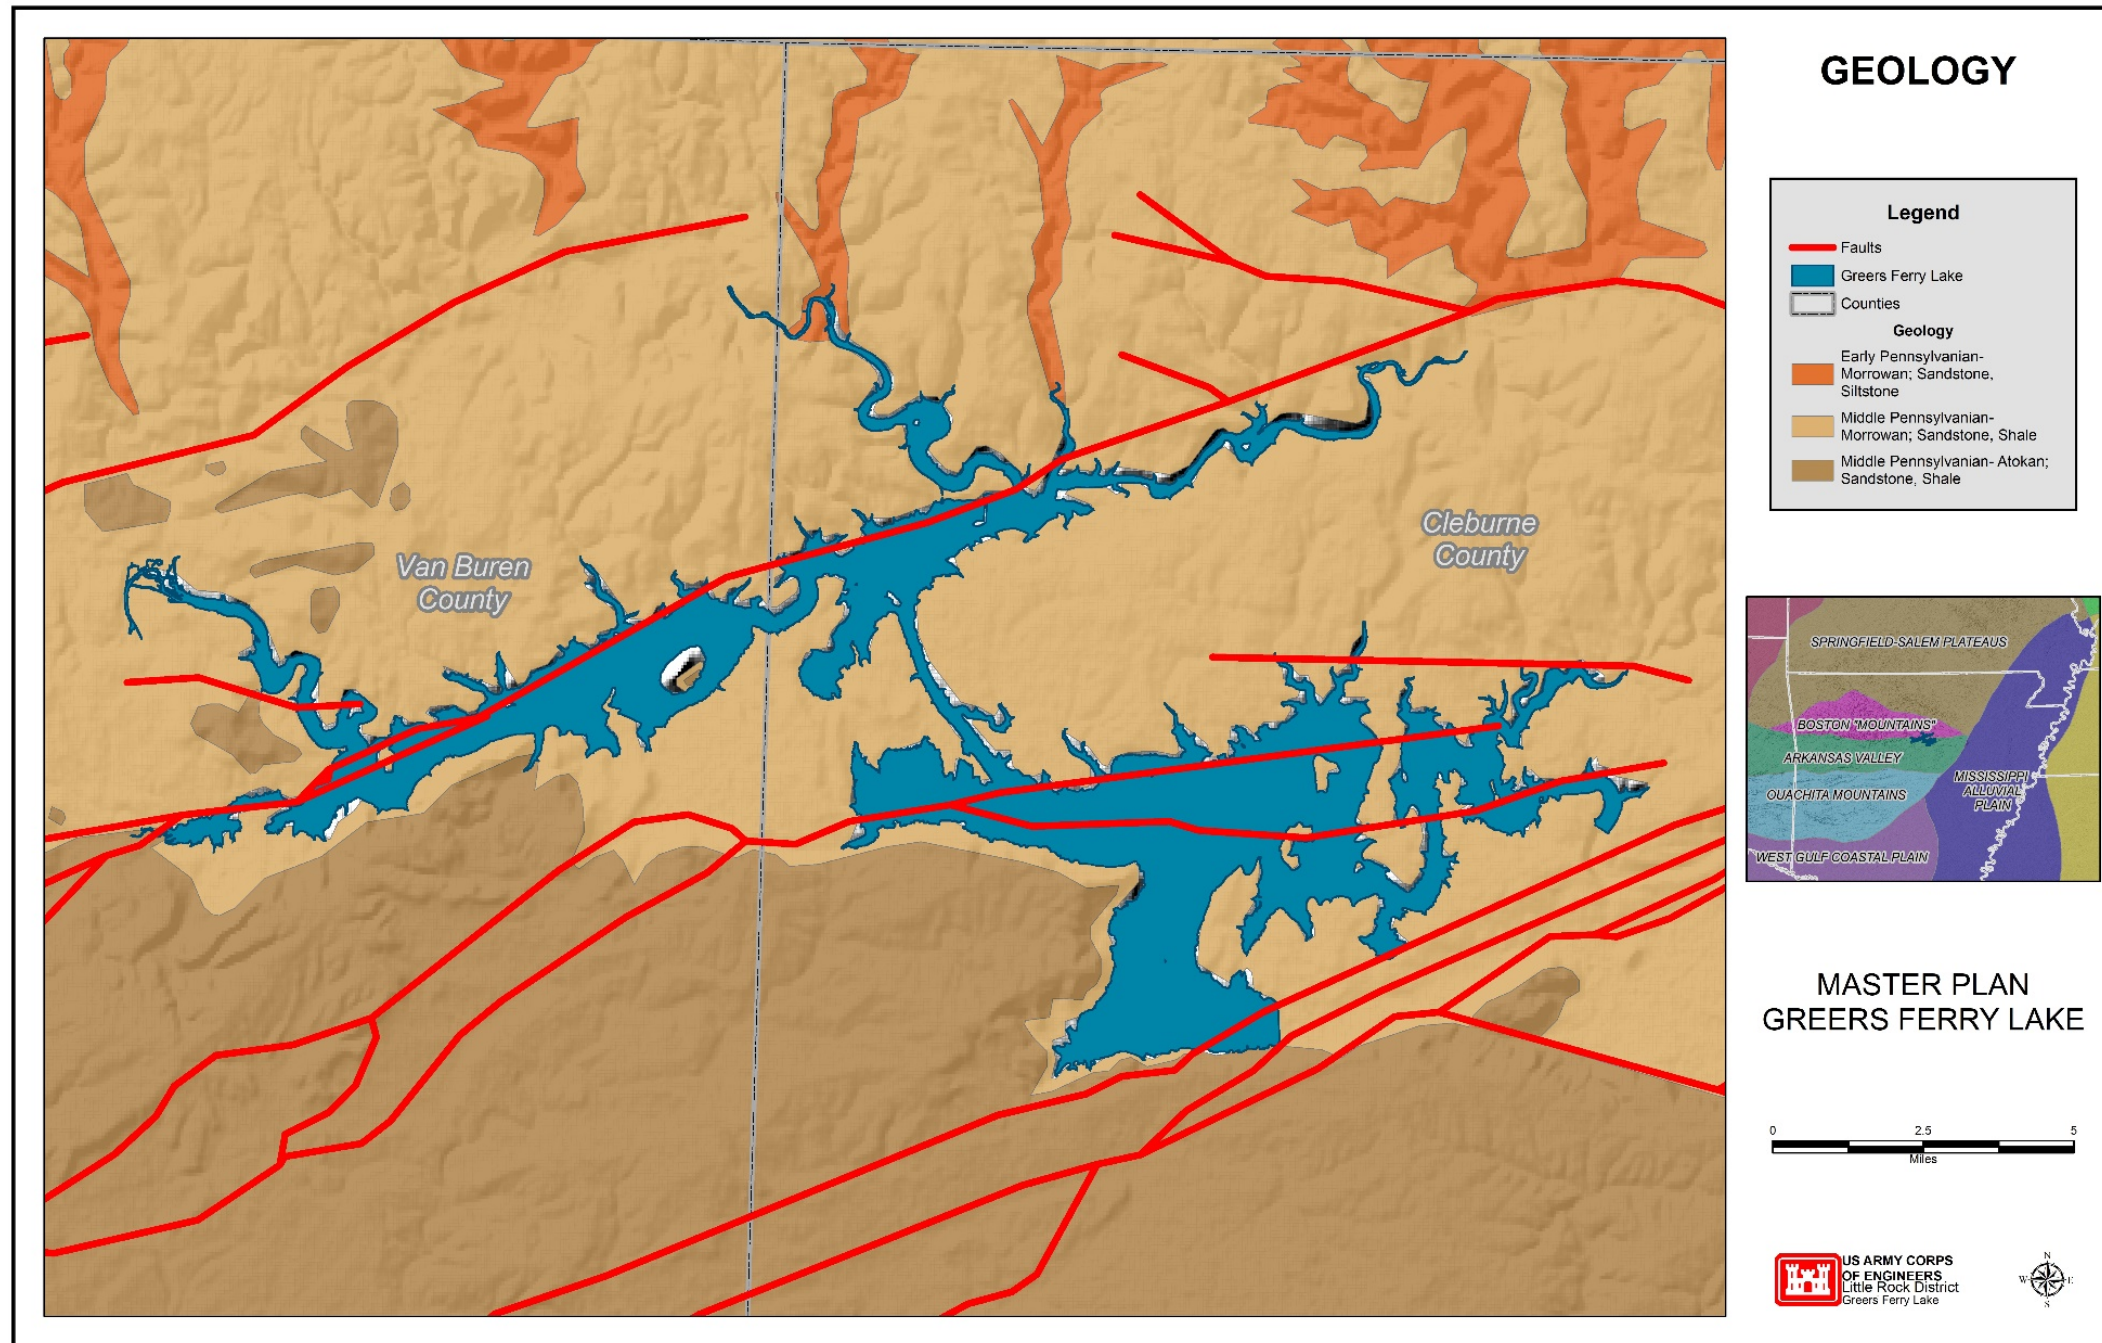 GEOLOGY
Legend
Faults
Greers Ferry Lake
Counties
Geology
Early Pennsylvanian-
Morrowan; Sandstone,
Siltstone
Middle Pennsylvanian-
Morrowan; Sandstone, Shale
Middle Pennsylvanian- Atokan;
Sandstone, Shale
Van Buren
County
Cleburne
County
SPRINGFIELD-SALEM PLATEAUS
BOSTON "MOUNTAINS"
ARKANSAS VALLEY
OUACHITA MOUNTAINS
MISSISSIPPI
ALLUVIAL
PLAIN
WEST GULF COASTAL PLAIN
MASTER PLAN
GREERS FERRY LAKE
0 2.5 5
Miles
US ARMY CORPS
OF ENGINEERS
Little Rock District
Greers Ferry Lake
N
W E
S